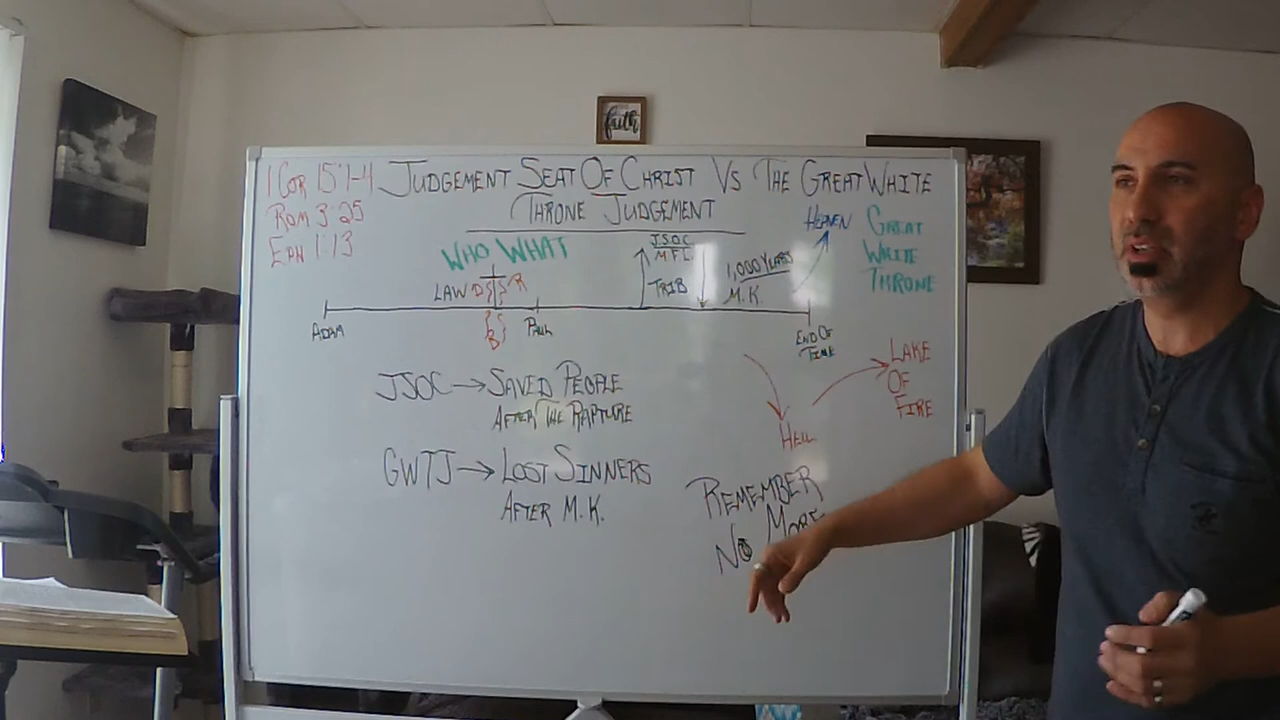 faith
1 COR 15:1-4
ROM 3:25
EPH 1:13
JUDGEMENT SEAT OF CHRIST VS THE GREAT WHITE
THRONE JUDGEMENT
WHO WHAT
HEAVEN
GREAT
WHITE
THRONE
J.S.O.C.
M.F.L.
TRIB
1,000 YEARS
M.K.
LAW D R
B
ADAM
PAUL
END OF
TIME
JSOC → SAVED PEOPLE
AFTER THE RAPTURE
LAKE
OF
FIRE
HELL
GWTJ → LOST SINNERS
AFTER M.K.
REMEMBER
NO MORE